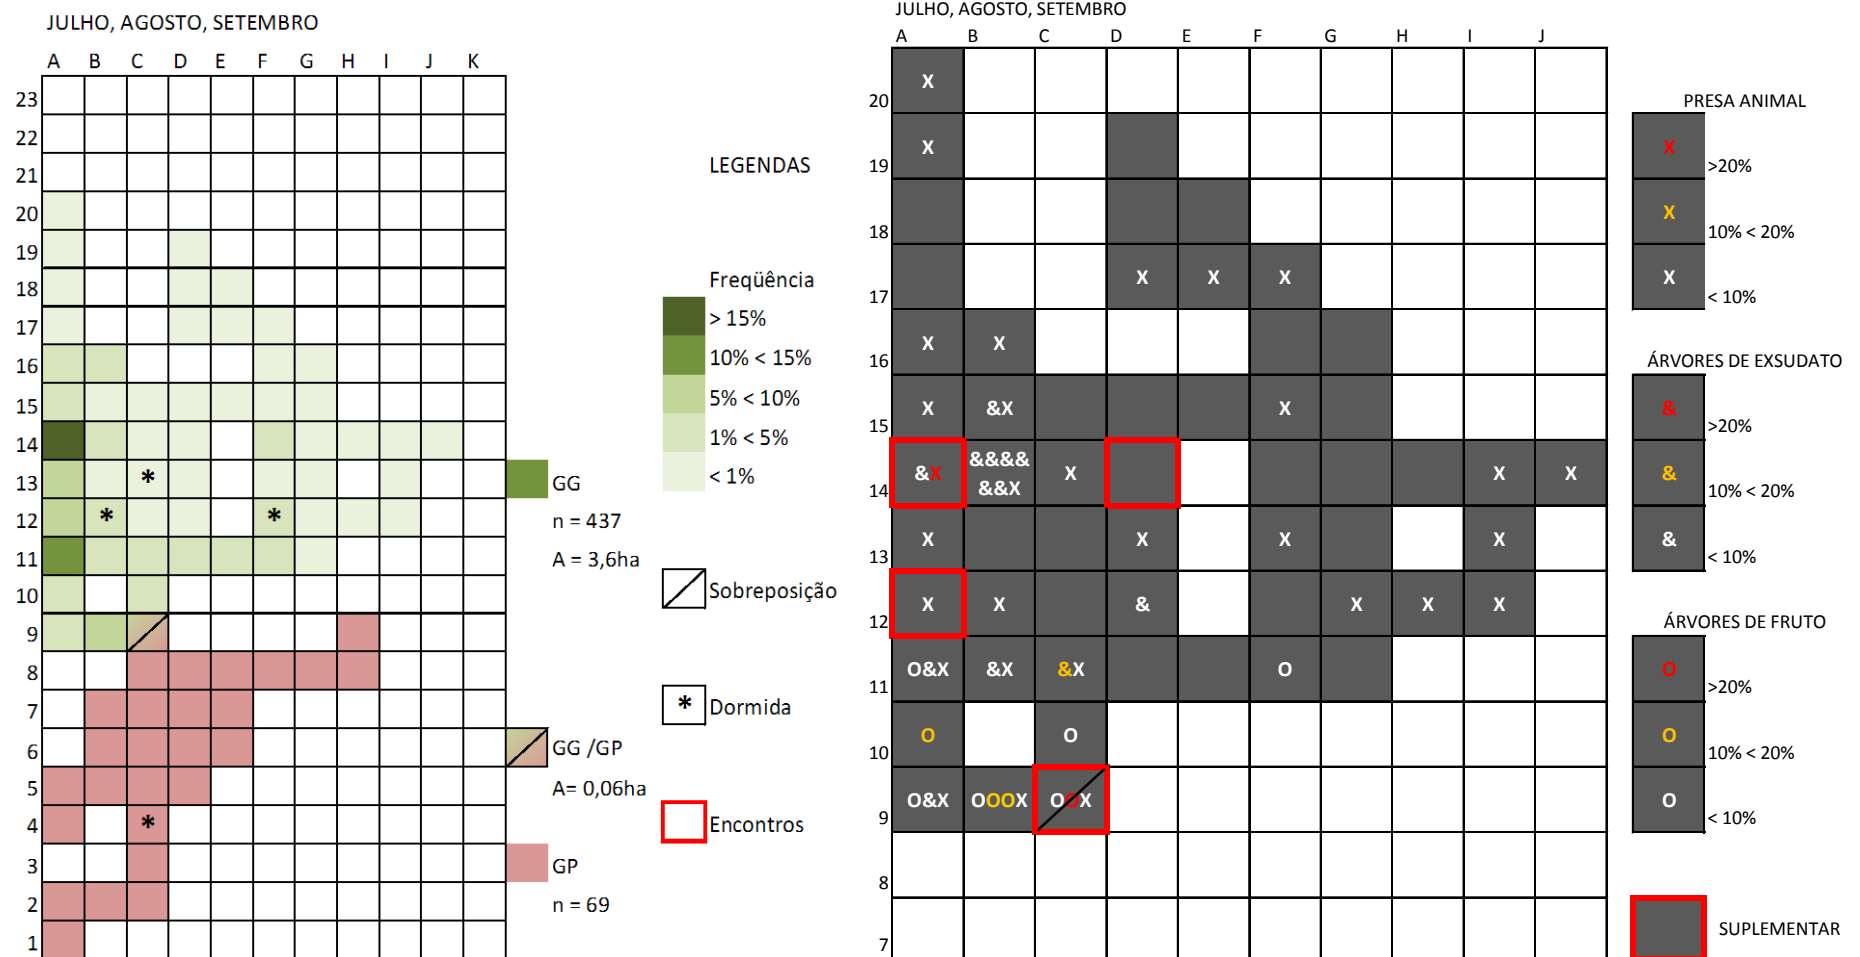 JULHO, AGOSTO, SETEMBRO
A B C D E F G H I J K
23
22
21
20
19
18
17
16
15
14
13 *
12 * *
11
10
9
8
7
6
5
4 *
3
2
1
GG
n = 437
A = 3,6ha
GG /GP
A= 0,06ha
GP
n = 69
LEGENDAS
Freqüência
> 15%
10% < 15%
5% < 10%
1% < 5%
< 1%
Sobreposição
* Dormida
Encontros
JULHO, AGOSTO, SETEMBRO
A B C D E F G H I J
20 X
19 X
18
17 X X X
16 X X
15 X &X X
14 &X &&&& &&X X X X
13 X X X X
12 X X & X X X
11 O&X &X &X O
10 O O
9 O&X OOOX OOX
8
7
PRESA ANIMAL
X >20%
X 10% < 20%
X < 10%
ÁRVORES DE EXSUDATO
& >20%
& 10% < 20%
& < 10%
ÁRVORES DE FRUTO
O >20%
O 10% < 20%
O < 10%
SUPLEMENTAR